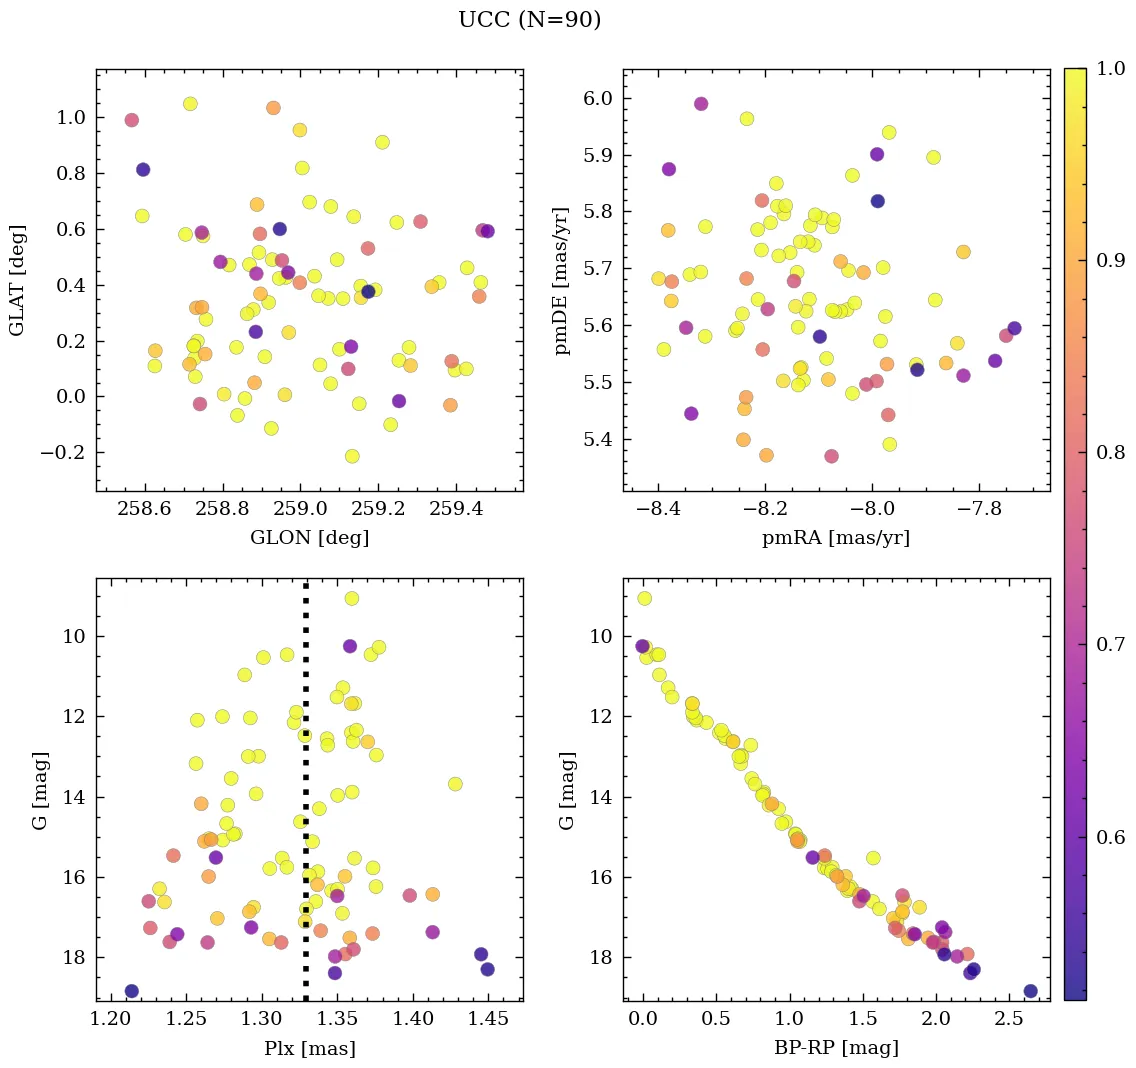 UCC (N=90)
1.0
0.8
0.6
0.4
0.2
0.0
−0.2
GLAT [deg]
258.6 258.8 259.0 259.2 259.4
GLON [deg]
6.0
5.9
5.8
5.7
5.6
5.5
5.4
pmDE [mas/yr]
−8.4 −8.2 −8.0 −7.8
pmRA [mas/yr]
1.0
0.9
0.8
0.7
0.6
10
12
14
16
18
G [mag]
1.20 1.25 1.30 1.35 1.40 1.45
Plx [mas]
10
12
14
16
18
G [mag]
0.0 0.5 1.0 1.5 2.0 2.5
BP-RP [mag]